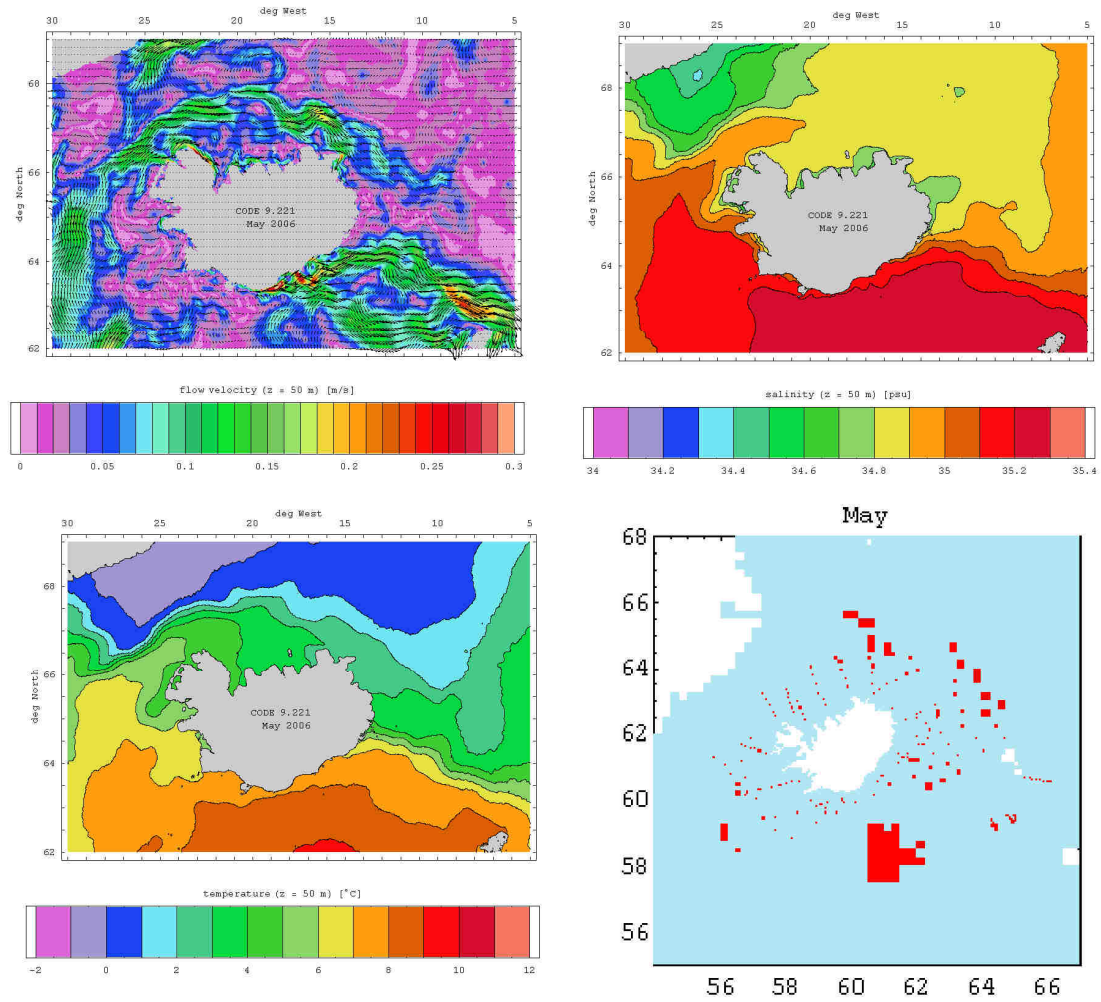 deg West
30 25 20 15 10 5
68
66
64
62
deg North
CODE 9.221
May 2006
flow velocity (z = 50 m) [m/s]
0 0.05 0.1 0.15 0.2 0.25 0.3
deg West
30 25 20 15 10 5
68
66
64
62
deg North
CODE 9.221
May 2006
salinity (z = 50 m) [psu]
34 34.2 34.4 34.6 34.8 35 35.2 35.4
deg West
30 25 20 15 10 5
68
66
64
62
deg North
CODE 9.221
May 2006
temperature (z = 50 m) [°C]
-2 0 2 4 6 8 10 12
May
68
66
64
62
60
58
56
56 58 60 62 64 66